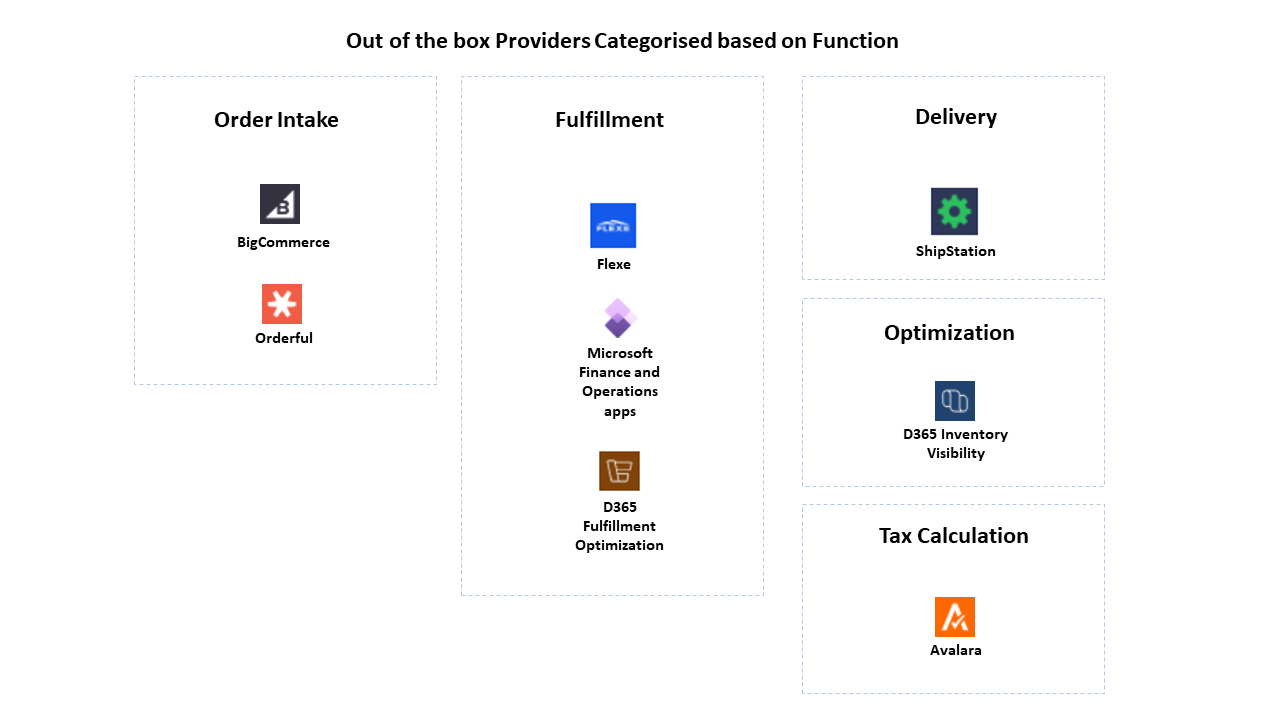 Out of the box Providers Categorised based on Function
Order Intake
B
BigCommerce
Orderful
Fulfillment
FLEXE
Flexe
Microsoft
Finance and
Operations
apps
D365
Fulfillment
Optimization
Delivery
ShipStation
Optimization
D365 Inventory
Visibility
Tax Calculation
Avalara